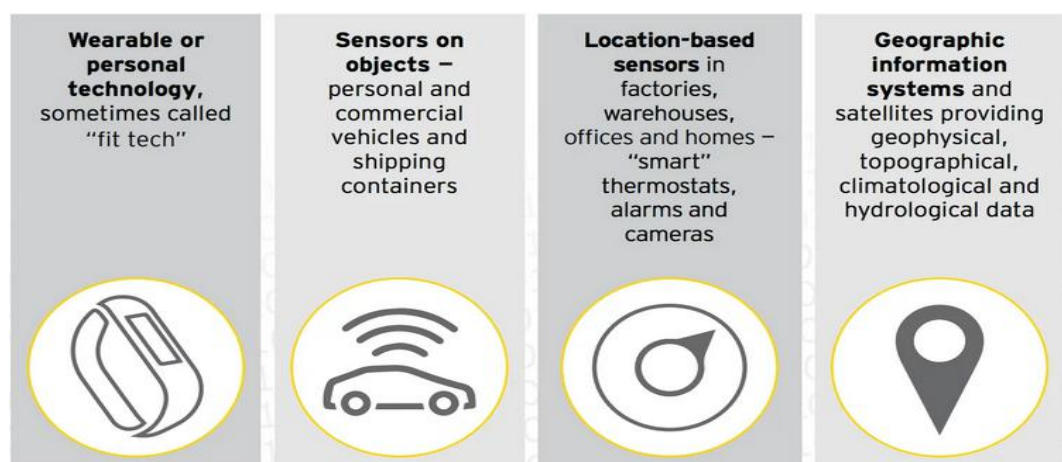 Wearable or
personal
technology,
sometimes called
“fit tech”
Sensors on
objects –
personal and
commercial
vehicles and
shipping
containers
Location-based
sensors in
factories,
warehouses,
offices and homes –
“smart”
thermostats,
alarms and
cameras
Geographic
information
systems and
satellites providing
geophysical,
topographical,
climatological and
hydrological data